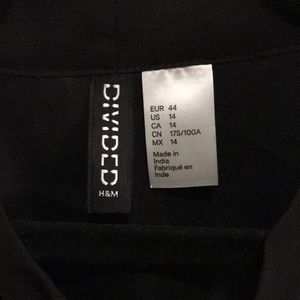 DIVIDED
H&M
EUR 44
US 14
CA 14
CN 175/100A
MX 14
Made in
India
Fabriqué en
Inde